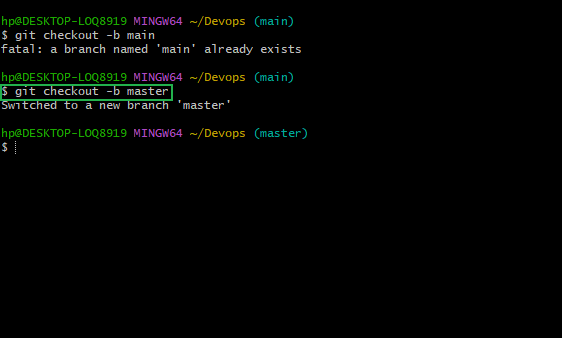 hp@DESKTOP-LOQ8919 MINGW64 ~/Devops (main)
$ git checkout -b main
fatal: a branch named 'main' already exists
hp@DESKTOP-LOQ8919 MINGW64 ~/Devops (main)
$ git checkout -b master
Switched to a new branch 'master'
hp@DESKTOP-LOQ8919 MINGW64 ~/Devops (master)
$